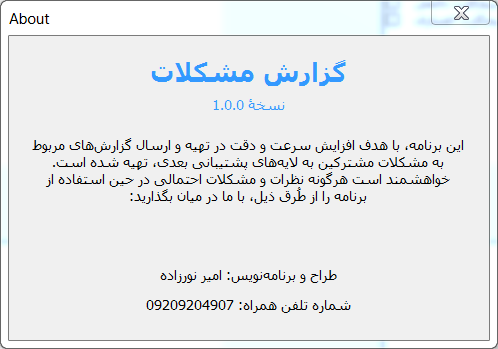 About
گزارش مشکلات
نسخهٔ 1.0.0
این برنامه، با هدف افزایش سرعت و دقت در تهیه و ارسال گزارش‌های مربوط
به مشکلات مشترکین به لایه‌های پشتیبانی بعدی، تهیه شده است.
خواهشمند است هرگونه نظرات و مشکلات احتمالی در حین استفاده از
برنامه را از طُرق ذیل، با ما در میان بگذارید:
طراح و برنامه‌نویس: امیر نورزاده
شماره تلفن همراه: 09209204907